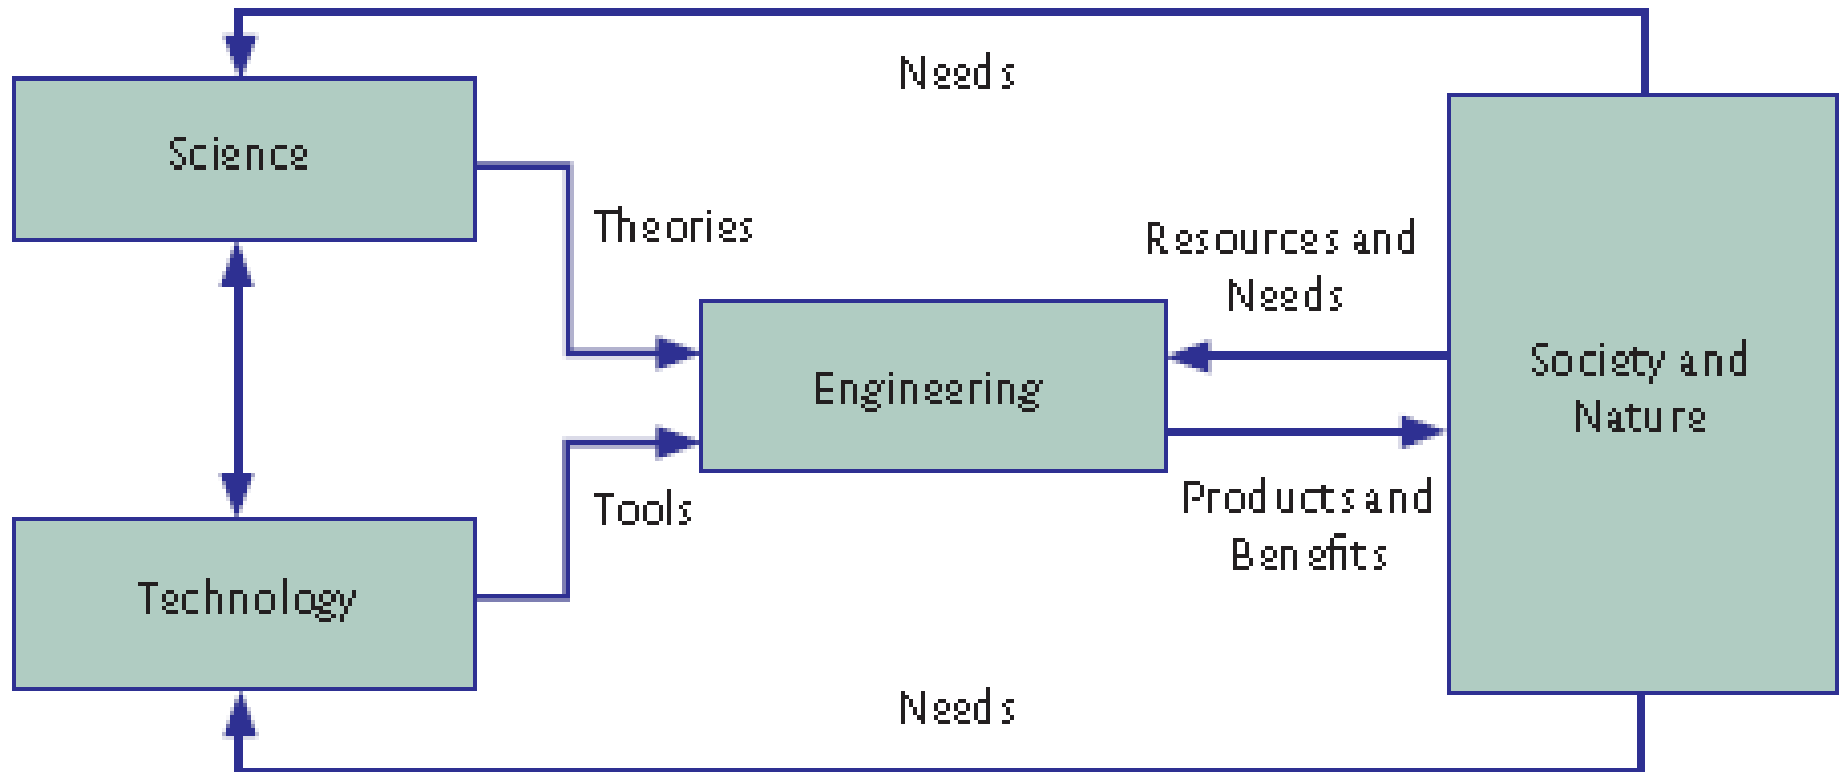 Needs
Science
Theories
Resources and
Needs
Engineering
Society and
Nature
Products and
Benefits
Tools
Technology
Needs